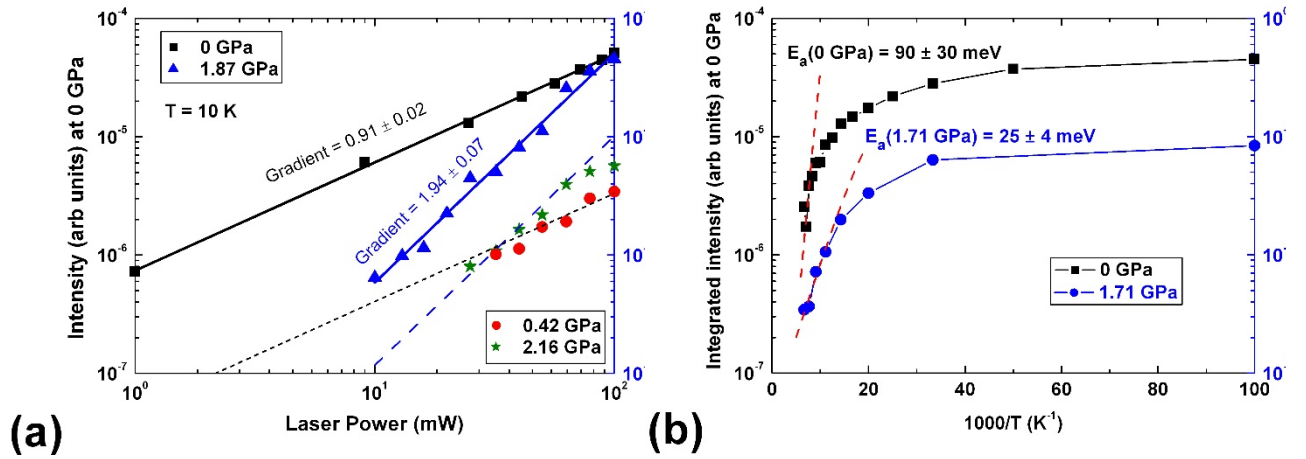 0 GPa
1.87 GPa
T = 10 K
Gradient = 0.91 ± 0.02
Gradient = 1.94 ± 0.07
0.42 GPa
2.16 GPa
Intensity (arb units) at 0 GPa
10⁻⁴
10⁻⁵
10⁻⁶
10⁻⁷
10⁰
10¹
10²
Laser Power (mW)
(a)
Eₐ(0 GPa) = 90 ± 30 meV
Eₐ(1.71 GPa) = 25 ± 4 meV
0 GPa
1.71 GPa
Integrated intensity (arb units) at 0 GPa
10⁻⁴
10⁻⁵
10⁻⁶
10⁻⁷
0
20
40
60
80
100
1000/T (K⁻¹)
(b)